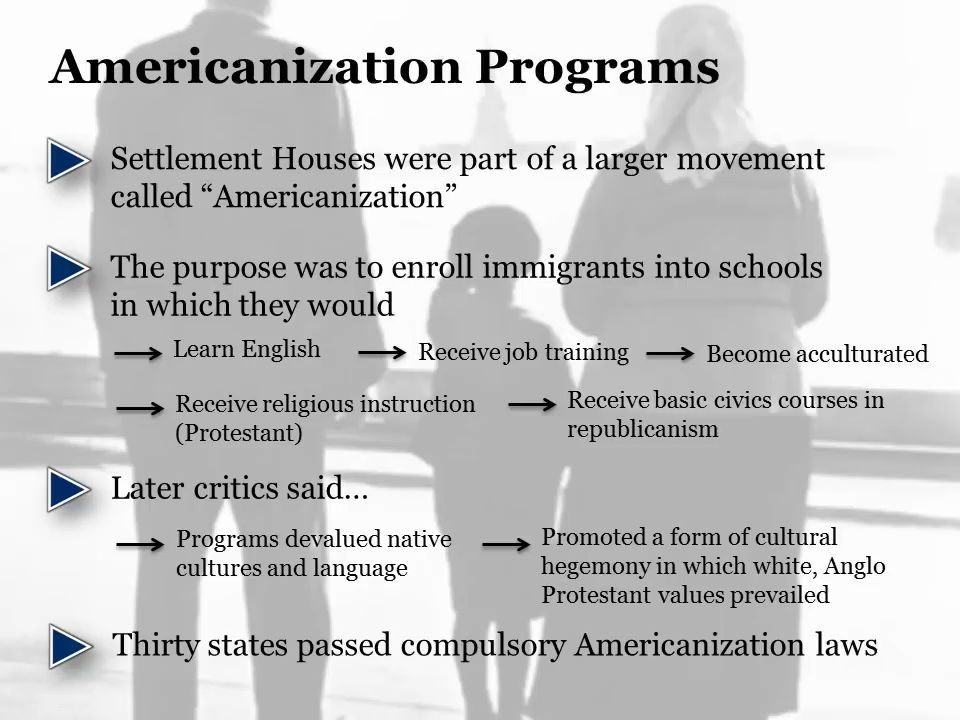 Americanization Programs
Settlement Houses were part of a larger movement
called “Americanization”
The purpose was to enroll immigrants into schools
in which they would
Learn English
Receive job training
Become acculturated
Receive religious instruction
(Protestant)
Receive basic civics courses in
republicanism
Later critics said...
Programs devalued native
cultures and language
Promoted a form of cultural
hegemony in which white, Anglo
Protestant values prevailed
Thirty states passed compulsory Americanization laws